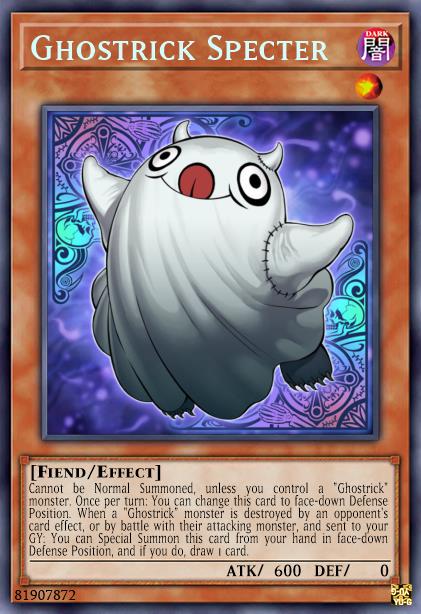 GHOSTRICK SPECTER
DARK
闇
[FIEND/EFFECT]
Cannot be Normal Summoned, unless you control a "Ghostrick"
monster. Once per turn: You can change this card to face-down Defense
Position. When a "Ghostrick" monster is destroyed by an opponent's
card effect, or by battle with their attacking monster, and sent to your
GY: You can Special Summon this card from your hand in face-down
Defense Position, and if you do, draw 1 card.
ATK/ 600 DEF/ 0
81907872